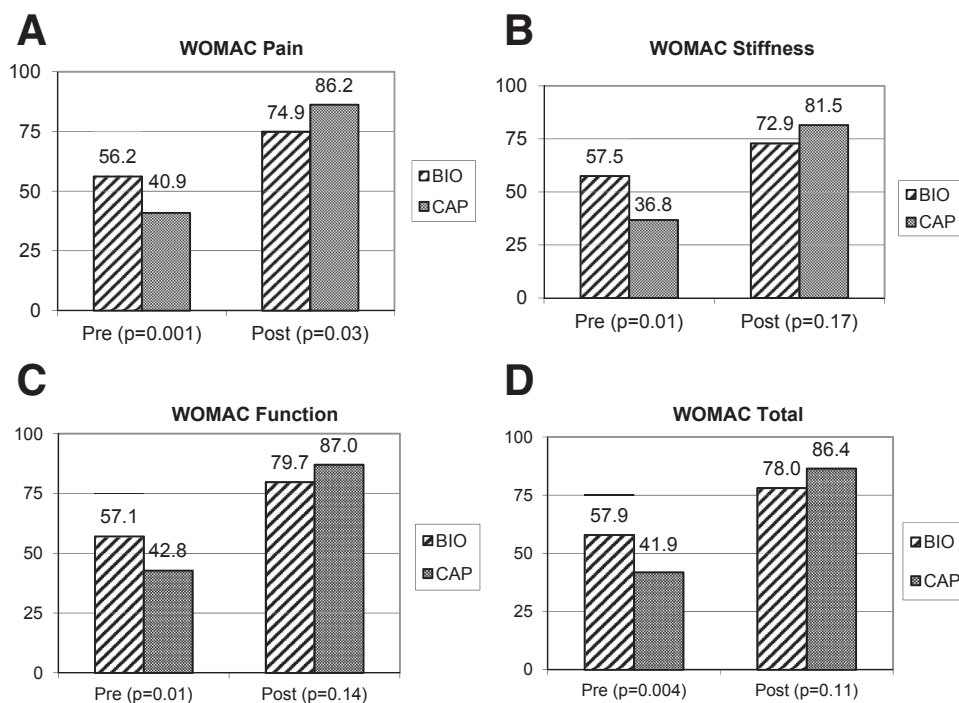 A
WOMAC Pain
100
75
50
25
0
56.2
40.9
74.9
86.2
BIO
CAP
Pre (p=0.001)
Post (p=0.03)
B
WOMAC Stiffness
100
75
50
25
0
57.5
36.8
72.9
81.5
BIO
CAP
Pre (p=0.01)
Post (p=0.17)
C
WOMAC Function
100
75
50
25
0
57.1
42.8
79.7
87.0
BIO
CAP
Pre (p=0.01)
Post (p=0.14)
D
WOMAC Total
100
75
50
25
0
57.9
41.9
78.0
86.4
BIO
CAP
Pre (p=0.004)
Post (p=0.11)